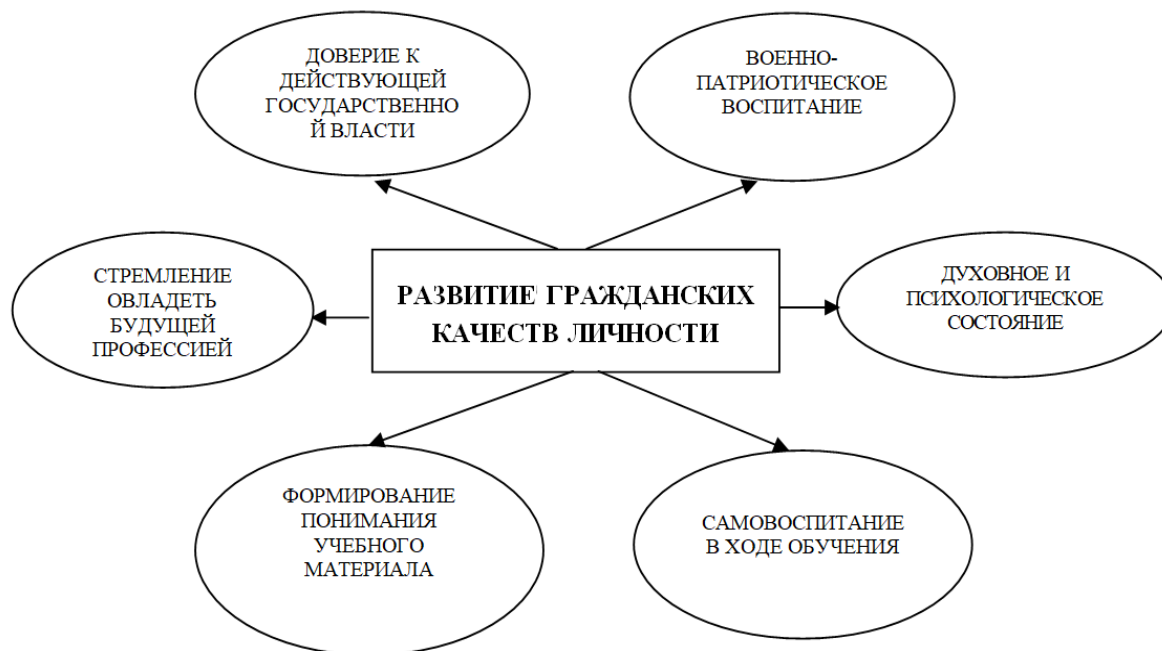 ДОВЕРИЕ К
ДЕЙСТВУЮЩЕЙ
ГОСУДАРСТВЕННО
Й ВЛАСТИ
ВОЕННО-
ПАТРИОТИЧЕСКОЕ
ВОСПИТАНИЕ
СТРЕМЛЕНИЕ
ОВЛАДЕТЬ
БУДУЩЕЙ
ПРОФЕССИЕЙ
РАЗВИТИЕ ГРАЖДАНСКИХ
КАЧЕСТВ ЛИЧНОСТИ
ДУХОВНОЕ И
ПСИХОЛОГИЧЕСКОЕ
СОСТОЯНИЕ
ФОРМИРОВАНИЕ
ПОНИМАНИЯ
УЧЕБНОГО
МАТЕРИАЛА
САМОВОСПИТАНИЕ
В ХОДЕ ОБУЧЕНИЯ